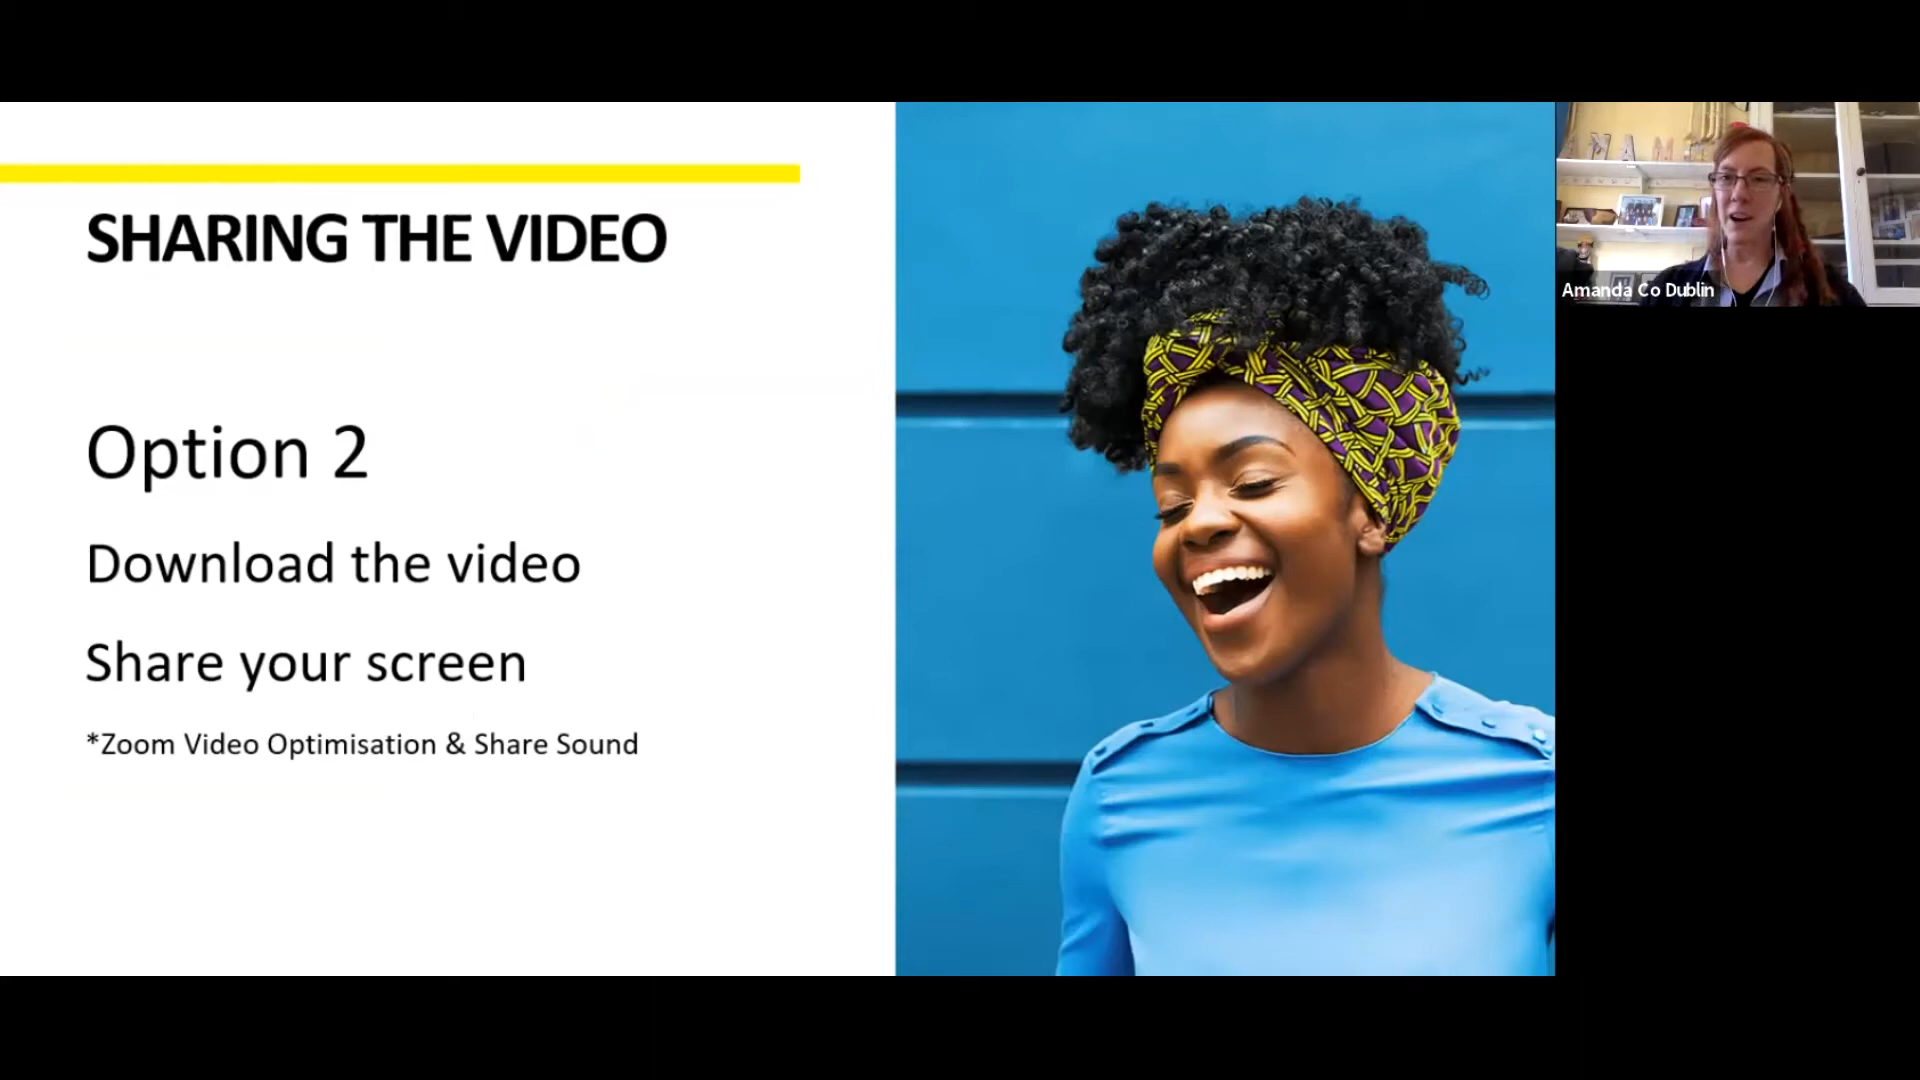 SHARING THE VIDEO
Option 2
Download the video
Share your screen
*Zoom Video Optimisation & Share Sound
Amanda Co Dublin